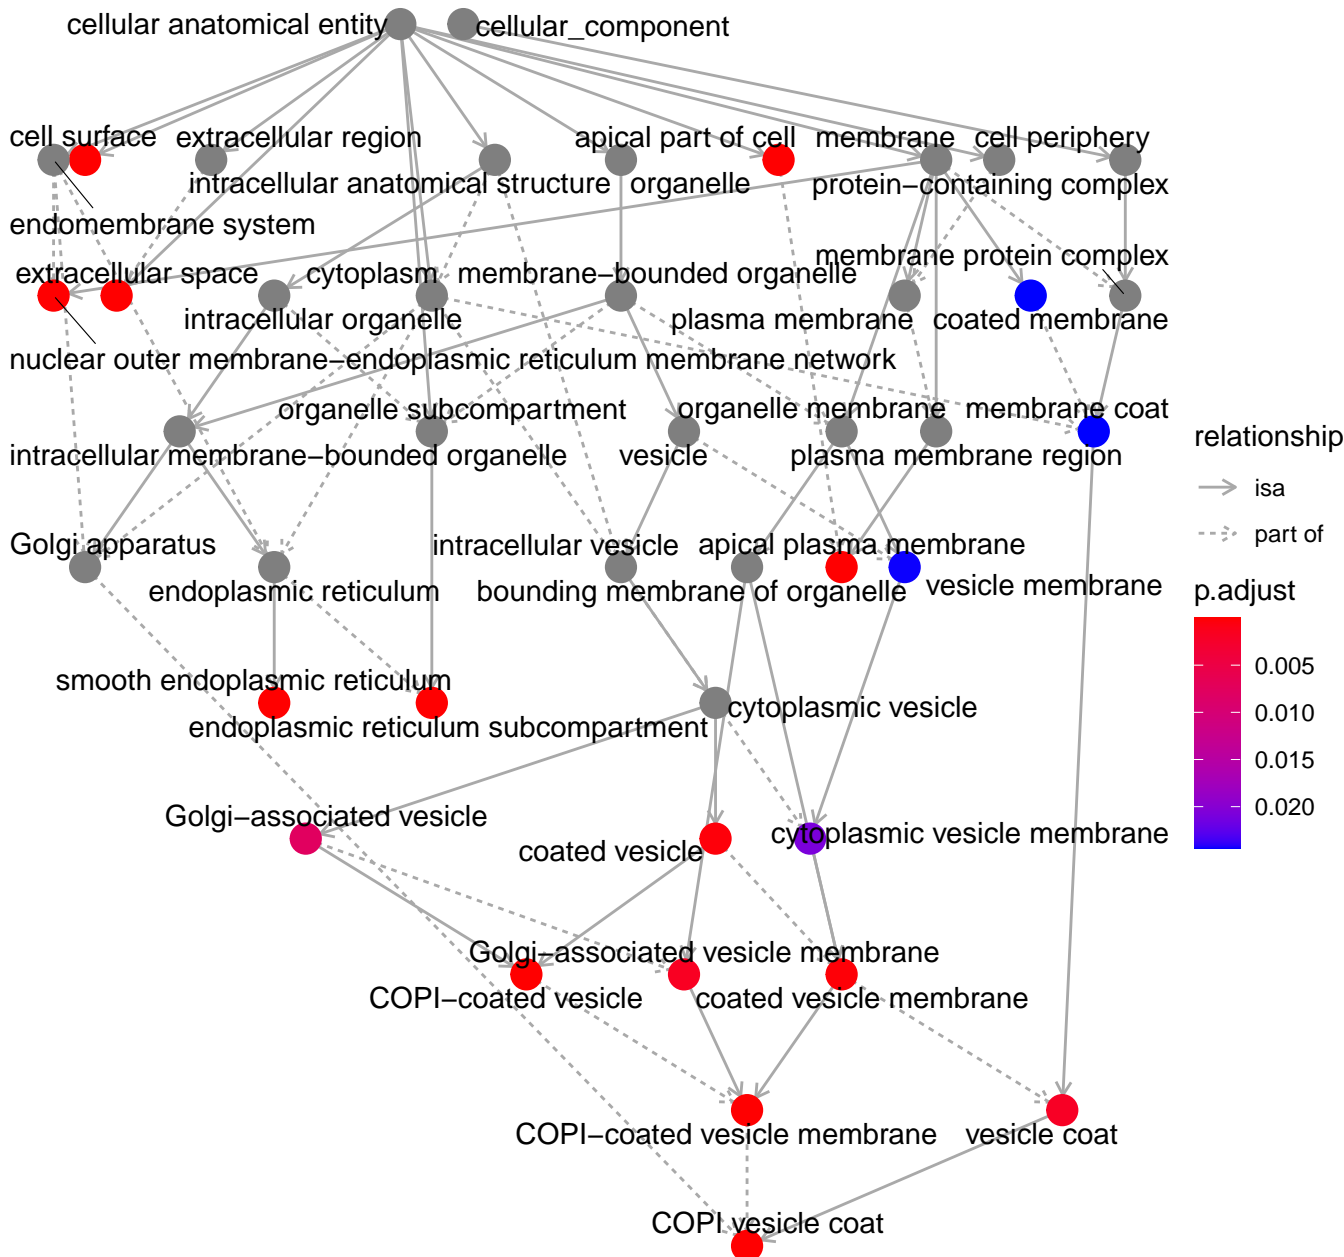 cellular anatomical entity
cellular_component
cell surface
extracellular region
apical part of cell
membrane
cell periphery
intracellular anatomical structure
organelle
protein−containing complex
endomembrane system
membrane protein complex
extracellular space
cytoplasm
membrane−bounded organelle
intracellular organelle
plasma membrane
coated membrane
nuclear outer membrane−endoplasmic reticulum membrane network
organelle subcompartment
organelle membrane
membrane coat
intracellular membrane−bounded organelle
vesicle
plasma membrane region
Golgi apparatus
intracellular vesicle
apical plasma membrane
endoplasmic reticulum
bounding membrane of organelle
vesicle membrane
smooth endoplasmic reticulum
endoplasmic reticulum subcompartment
cytoplasmic vesicle
Golgi−associated vesicle
coated vesicle
cytoplasmic vesicle membrane
Golgi−associated vesicle membrane
COPI−coated vesicle
coated vesicle membrane
COPI−coated vesicle membrane
vesicle coat
COPI vesicle coat
relationship
isa
part of
p.adjust
0.005
0.010
0.015
0.020